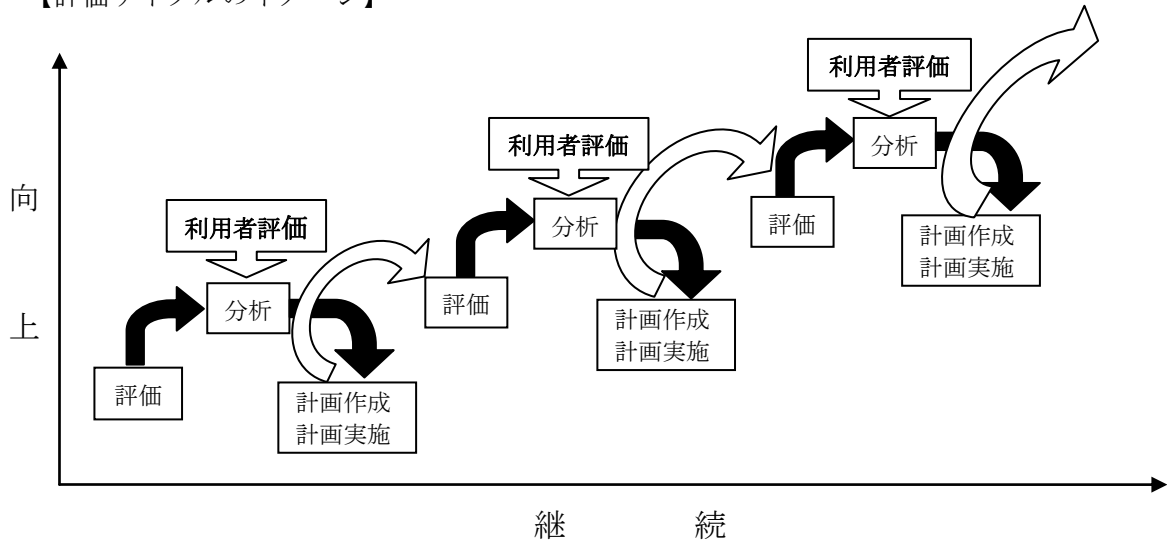 利用者評価
利用者評価
利用者評価
分析
分析
分析
向
上
評価
評価
評価
計画作成
計画実施
計画作成
計画実施
計画作成
計画実施
継 続